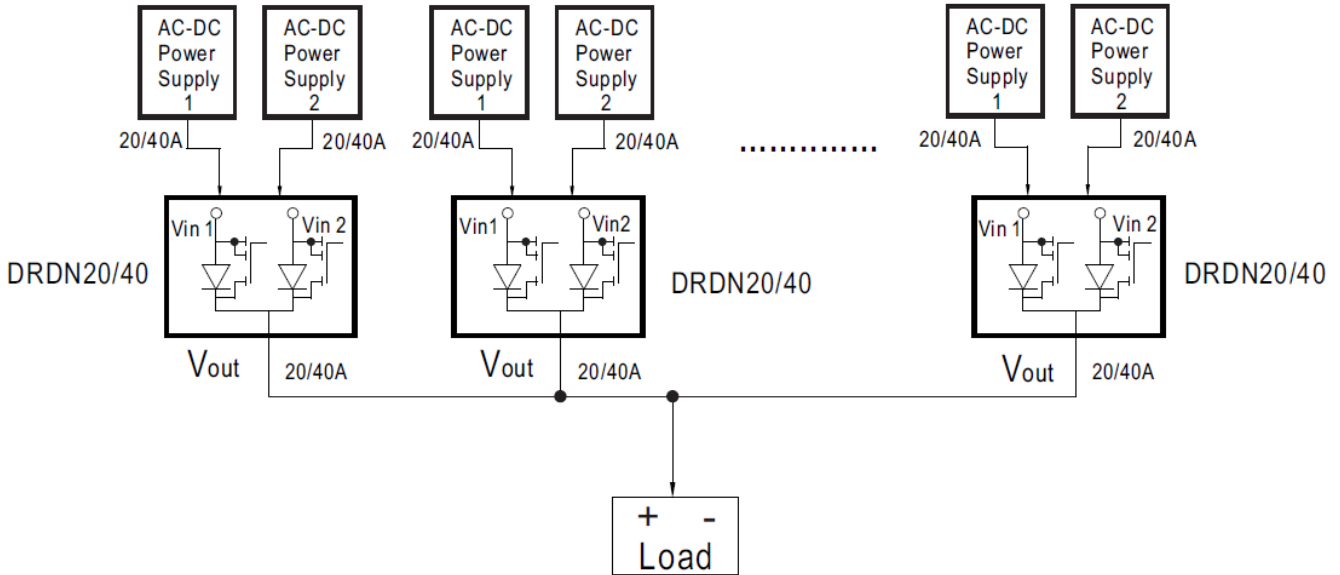 AC-DC
Power
Supply
1
AC-DC
Power
Supply
2
AC-DC
Power
Supply
1
AC-DC
Power
Supply
2
AC-DC
Power
Supply
1
AC-DC
Power
Supply
2
20/40A
20/40A
20/40A
20/40A
..............
20/40A
20/40A
Vin 1
Vin 2
Vin1
Vin2
Vin 1
Vin 2
DRDN20/40
DRDN20/40
DRDN20/40
Vout
20/40A
Vout
20/40A
Vout
20/40A
+ -
Load